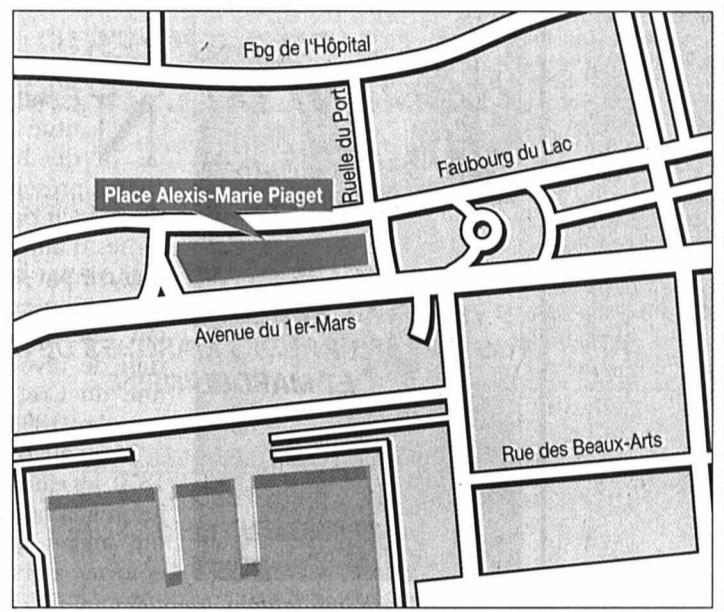 Fbg de l'Hôpital
Ruelle du Port
Faubourg du Lac
Place Alexis-Marie Piaget
Avenue du 1er-Mars
Rue des Beaux-Arts